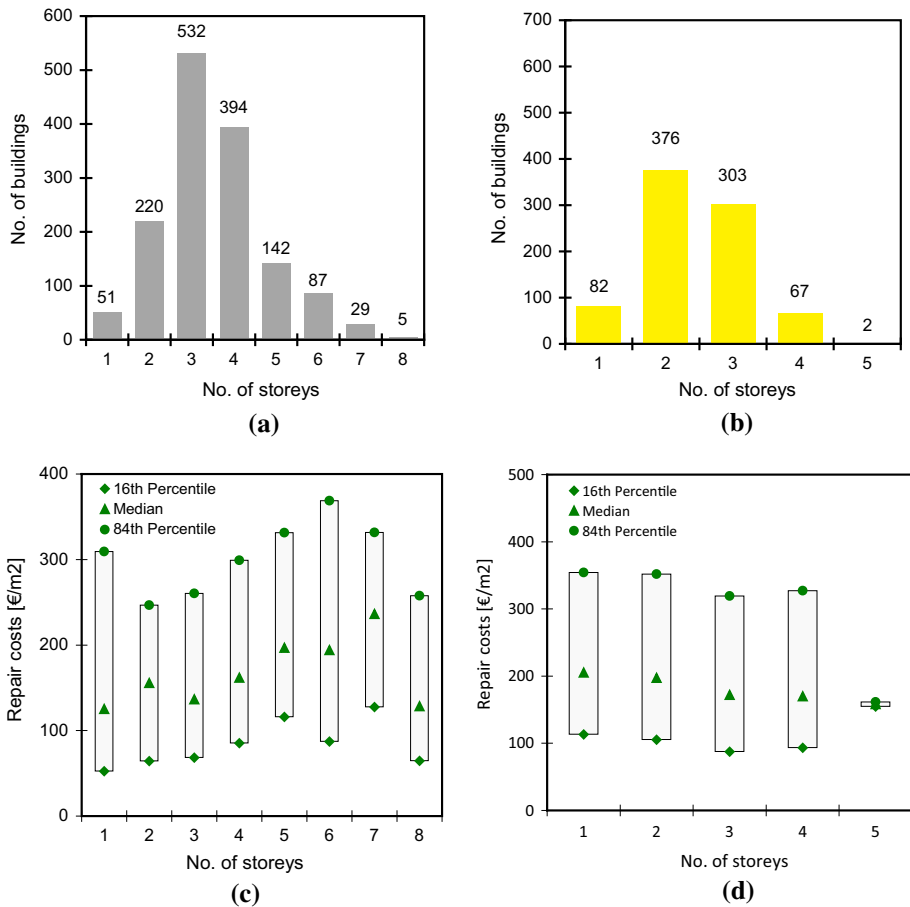 600
500
400
300
200
100
0
No. of buildings
51
220
532
394
142
87
29
5
1 2 3 4 5 6 7 8
No. of storeys
(a)
700
600
500
400
300
200
100
0
No. of buildings
82
376
303
67
2
1 2 3 4 5
No. of storeys
(b)
400
300
200
100
0
Repair costs [€/m2]
16th Percentile
Median
84th Percentile
1 2 3 4 5 6 7 8
No. of storeys
(c)
500
400
300
200
100
0
Repair costs [€/m2]
16th Percentile
Median
84th Percentile
1 2 3 4 5
No. of storeys
(d)